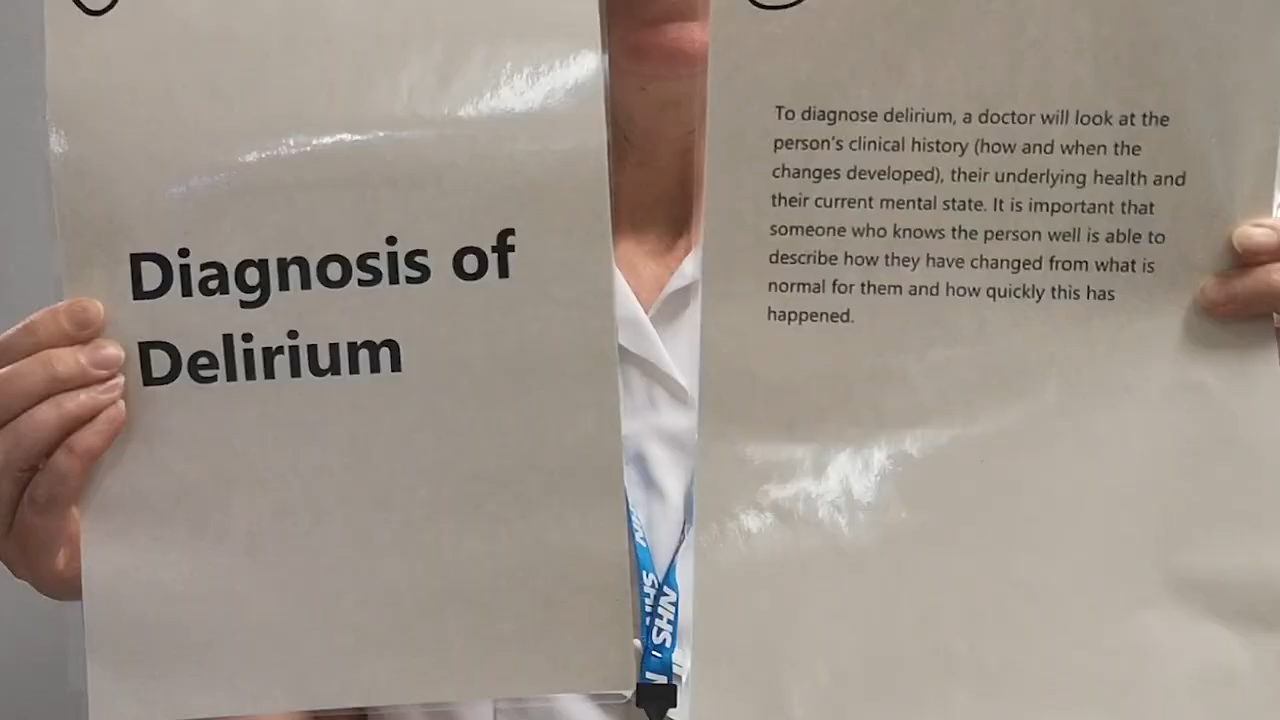 Diagnosis of
Delirium
To diagnose delirium, a doctor will look at the
person's clinical history (how and when the
changes developed), their underlying health and
their current mental state. It is important that
someone who knows the person well is able to
describe how they have changed from what is
normal for them and how quickly this has
happened.
NHS